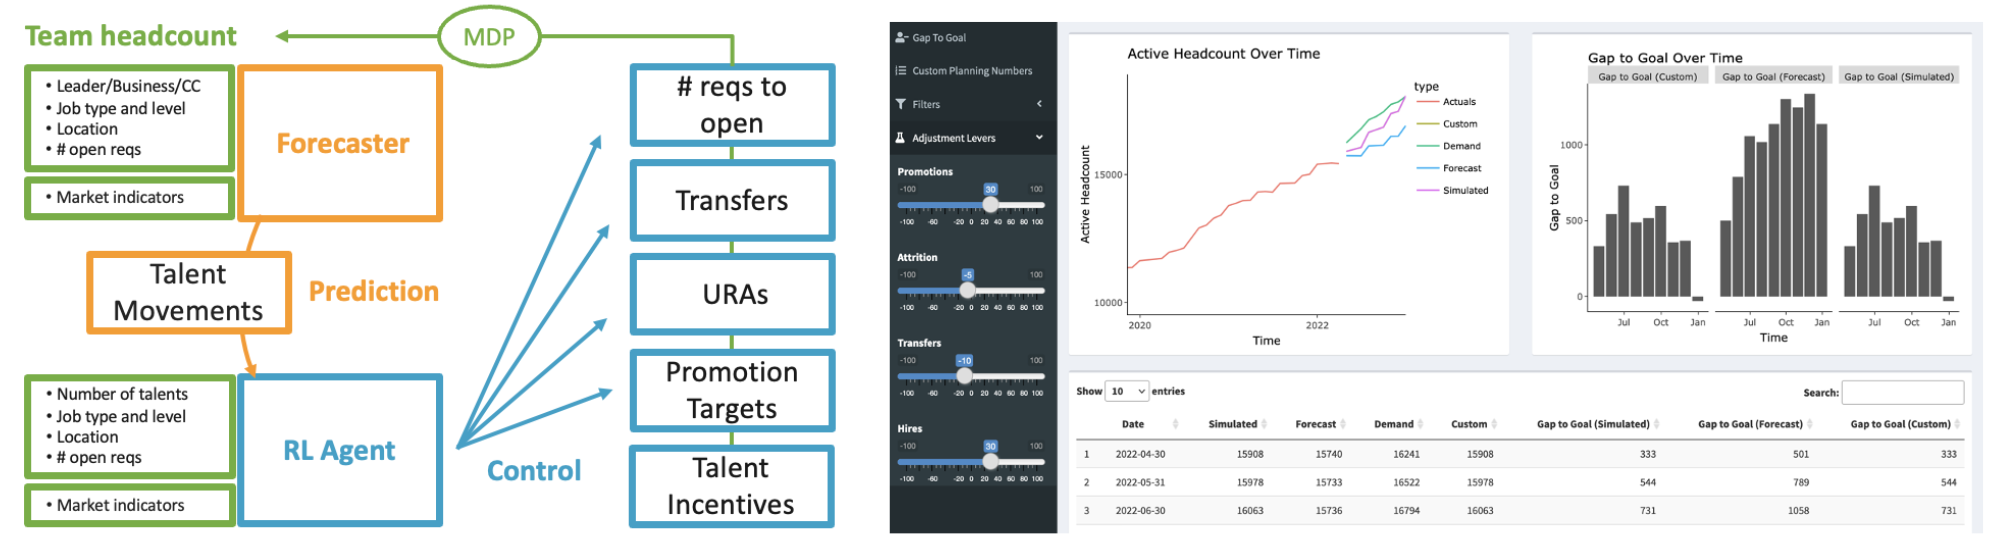 Team headcount
MDP
• Leader/Business/CC
• Job type and level
• Location
• # open reqs
• Market indicators
Forecaster
Talent
Movements
Prediction
• Number of talents
• Job type and level
• Location
• # open reqs
• Market indicators
RL Agent
Control
# reqs to
open
Transfers
URAs
Promotion
Targets
Talent
Incentives
Gap To Goal
Custom Planning Numbers
Filters
Adjustment Levers
Promotions
-100 30 100
-100 -60 -20 0 20 40 60 80 100
Attrition
-100 -5 100
-100 -60 -20 0 20 40 60 80 100
Transfers
-100 -10 100
-100 -60 -20 0 20 40 60 80 100
Hires
-100 30 100
-100 -60 -20 0 20 40 60 80 100
Active Headcount Over Time
Active Headcount
15000
10000
2020 2022
Time
type
Actuals
Custom
Demand
Forecast
Simulated
Gap to Goal Over Time
Gap to Goal (Custom) Gap to Goal (Forecast) Gap to Goal (Simulated)
Gap to Goal
1000
500
0
Jul Oct Jan Jul Oct Jan Jul Oct Jan
Time
Show 10 entries
Search:
Date Simulated Forecast Demand Custom Gap to Goal (Simulated) Gap to Goal (Forecast) Gap to Goal (Custom)
1 2022-04-30 15908 15740 16241 15908 333 501 333
2 2022-05-31 15978 15733 16522 15978 544 789 544
3 2022-06-30 16063 15736 16794 16063 731 1058 731